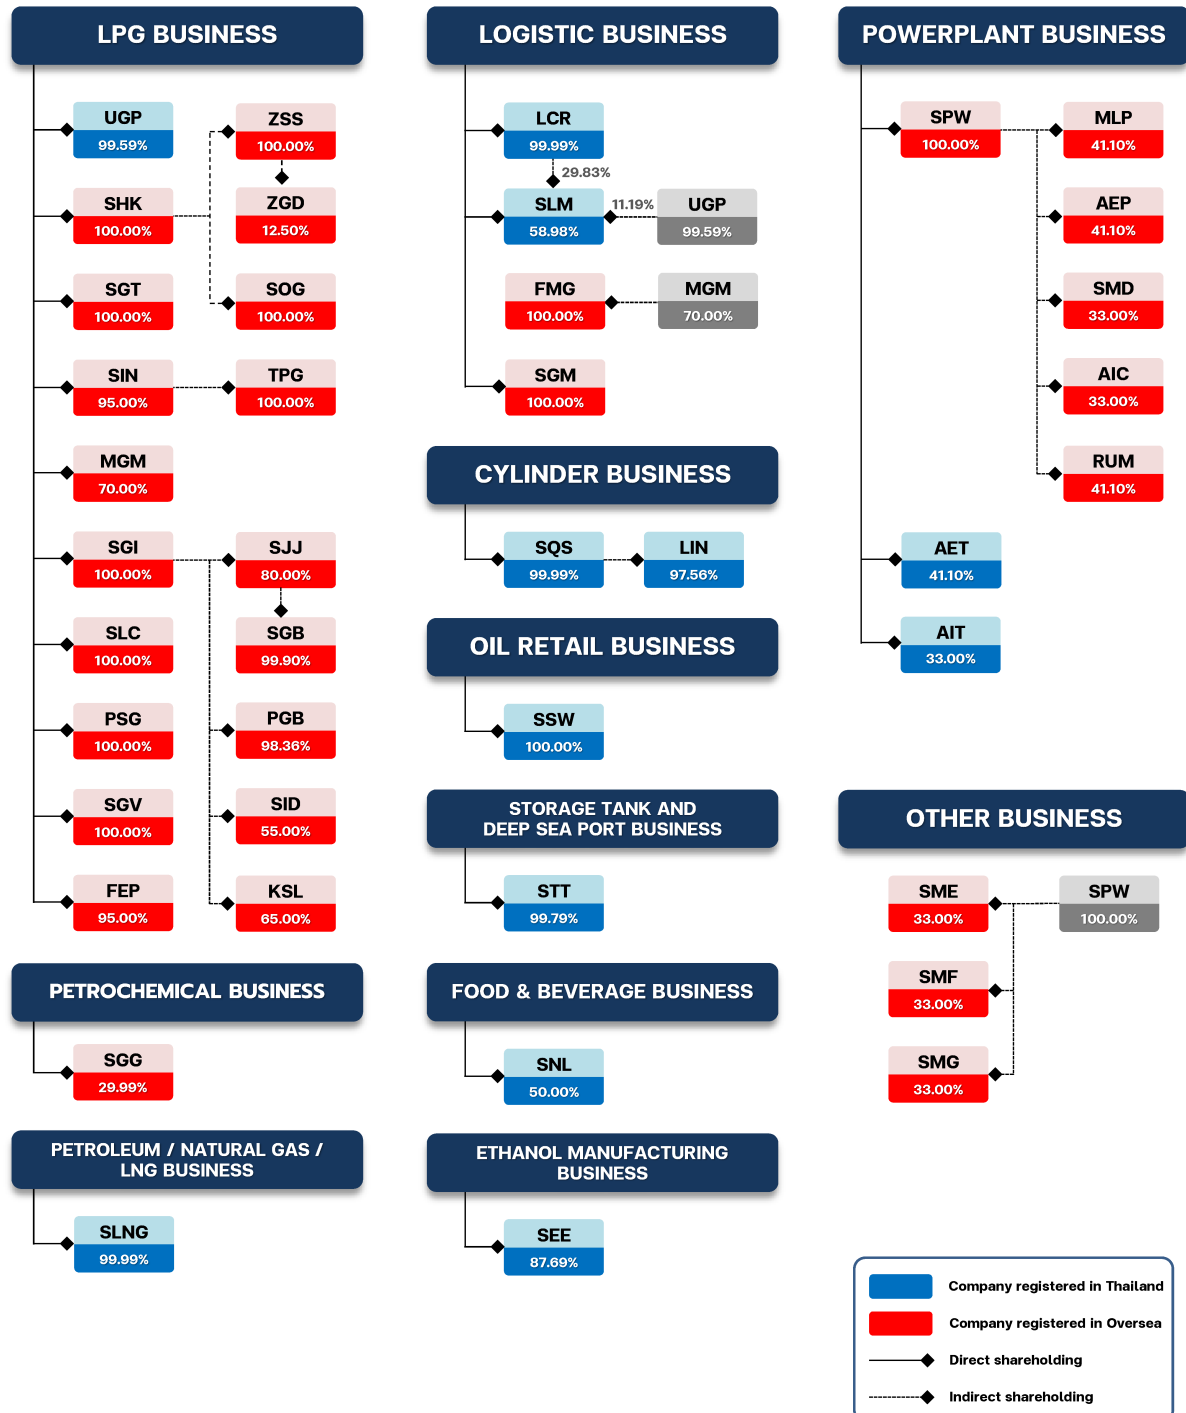 LPG BUSINESS
UGP
99.59%
ZSS
100.00%
SHK
100.00%
ZGD
12.50%
SGT
100.00%
SOG
100.00%
SIN
95.00%
TPG
100.00%
MGM
70.00%
SGI
100.00%
SJJ
80.00%
SLC
100.00%
SGB
99.90%
PSG
100.00%
PGB
98.36%
SGV
100.00%
SID
55.00%
FEP
95.00%
KSL
65.00%
PETROCHEMICAL BUSINESS
SGG
29.99%
PETROLEUM / NATURAL GAS /
LNG BUSINESS
SLNG
99.99%
LOGISTIC BUSINESS
LCR
99.99%
29.83%
SLM
58.98%
11.19%
UGP
99.59%
FMG
100.00%
MGM
70.00%
SGM
100.00%
CYLINDER BUSINESS
SQS
99.99%
LIN
97.56%
OIL RETAIL BUSINESS
SSW
100.00%
STORAGE TANK AND
DEEP SEA PORT BUSINESS
STT
99.79%
FOOD & BEVERAGE BUSINESS
SNL
50.00%
ETHANOL MANUFACTURING
BUSINESS
SEE
87.69%
POWERPLANT BUSINESS
SPW
100.00%
MLP
41.10%
AEP
41.10%
SMD
33.00%
AIC
33.00%
RUM
41.10%
AET
41.10%
AIT
33.00%
OTHER BUSINESS
SME
33.00%
SPW
100.00%
SMF
33.00%
SMG
33.00%
Company registered in Thailand
Company registered in Oversea
Direct shareholding
Indirect shareholding